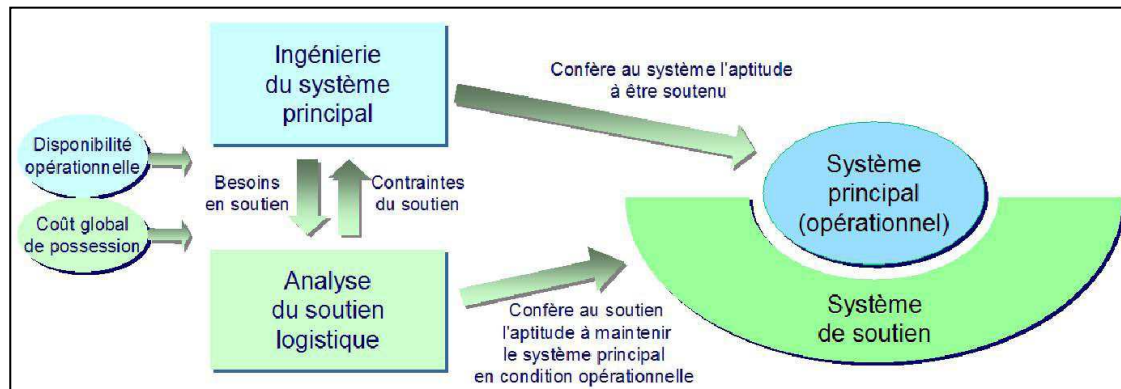 Ingénierie
du système
principal
Confère au système l'aptitude
à être soutenu
Disponibilité
opérationnelle
Besoins
en soutien
Contraintes
du soutien
Système
principal
(opérationnel)
Coût global
de possession
Analyse
du soutien
logistique
Confère au soutien
l'aptitude à maintenir
le système principal
en condition opérationnelle
Système
de soutien